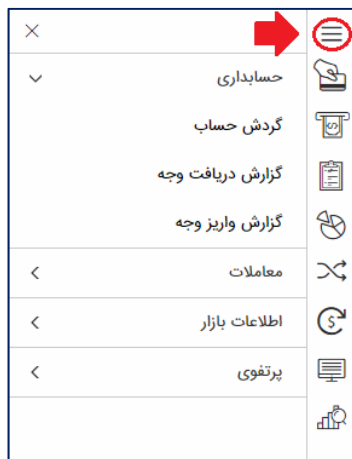 حسابداری
گردش حساب
گزارش دریافت وجه
گزارش واریز وجه
معاملات
اطلاعات بازار
پرتفوی